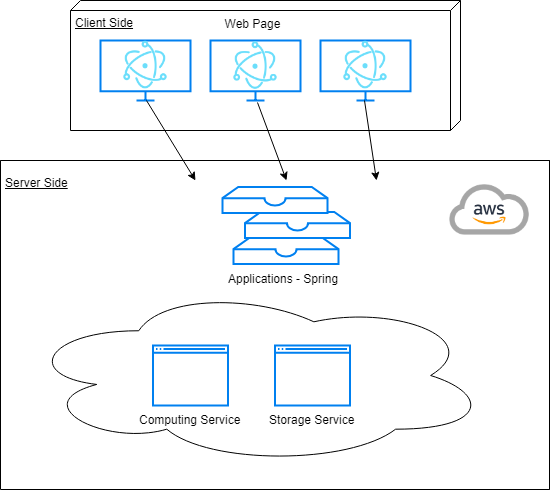 Client Side
Web Page
Server Side
aws
Applications - Spring
Computing Service
Storage Service